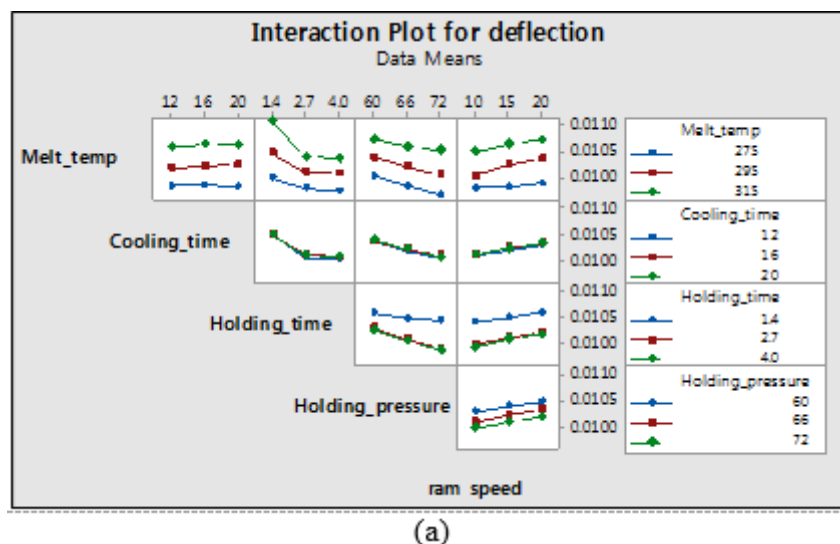 Interaction Plot for deflection
Data Means
12 16 20 1.4 2.7 4.0 60 66 72 10 15 20
Melt_temp
0.0110
0.0105
0.0100
Melt_temp
275
295
315
Cooling_time
0.0110
0.0105
0.0100
Cooling_time
12
16
20
Holding_time
0.0110
0.0105
0.0100
Holding_time
1.4
2.7
4.0
Holding_pressure
0.0110
0.0105
0.0100
Holding_pressure
60
66
72
ram speed
(a)